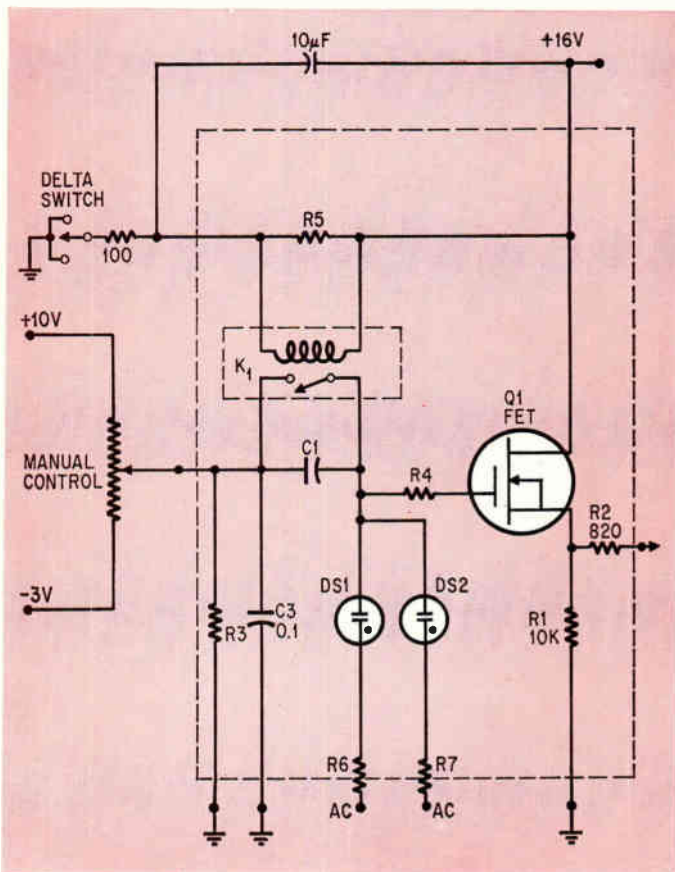 10µF
+16V
DELTA
SWITCH
100
R5
+10V
K1
Q1
FET
MANUAL
CONTROL
C1
R4
R2
820
-3V
DS1
DS2
R3
C3
0.1
R1
10K
R6
R7
AC
AC